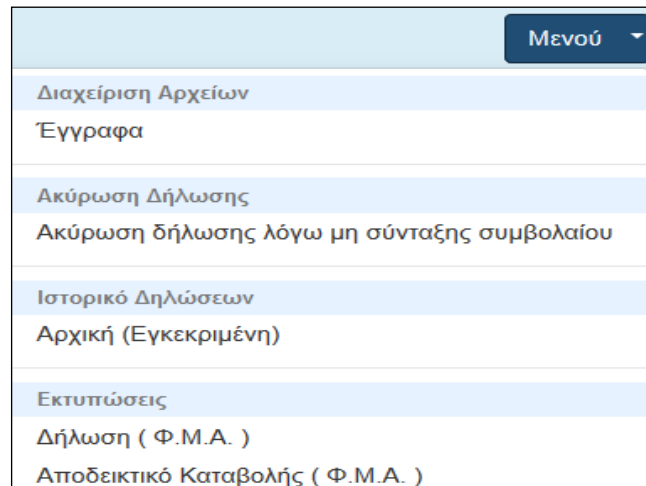 Μενού
Διαχείριση Αρχείων
Έγγραφα
Ακύρωση Δήλωσης
Ακύρωση δήλωσης λόγω μη σύνταξης συμβολαίου
Ιστορικό Δηλώσεων
Αρχική (Εγκεκριμένη)
Εκτυπώσεις
Δήλωση ( Φ.Μ.Α. )
Αποδεικτικό Καταβολής ( Φ.Μ.Α. )